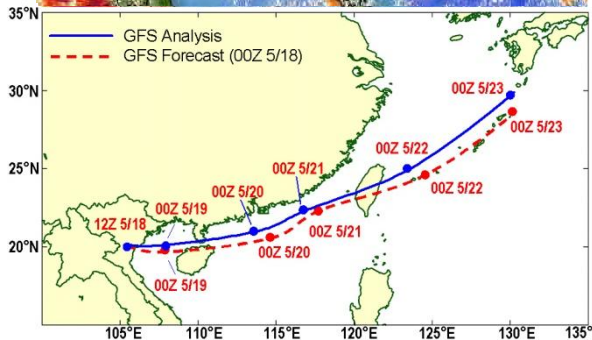 35°N
GFS Analysis
GFS Forecast (00Z 5/18)
30°N
00Z 5/23
00Z 5/23
25°N
00Z 5/22
00Z 5/21
00Z 5/22
00Z 5/20
12Z 5/18
00Z 5/19
00Z 5/21
20°N
00Z 5/20
00Z 5/19
105°E
110°E
115°E
120°E
125°E
130°E
135°E